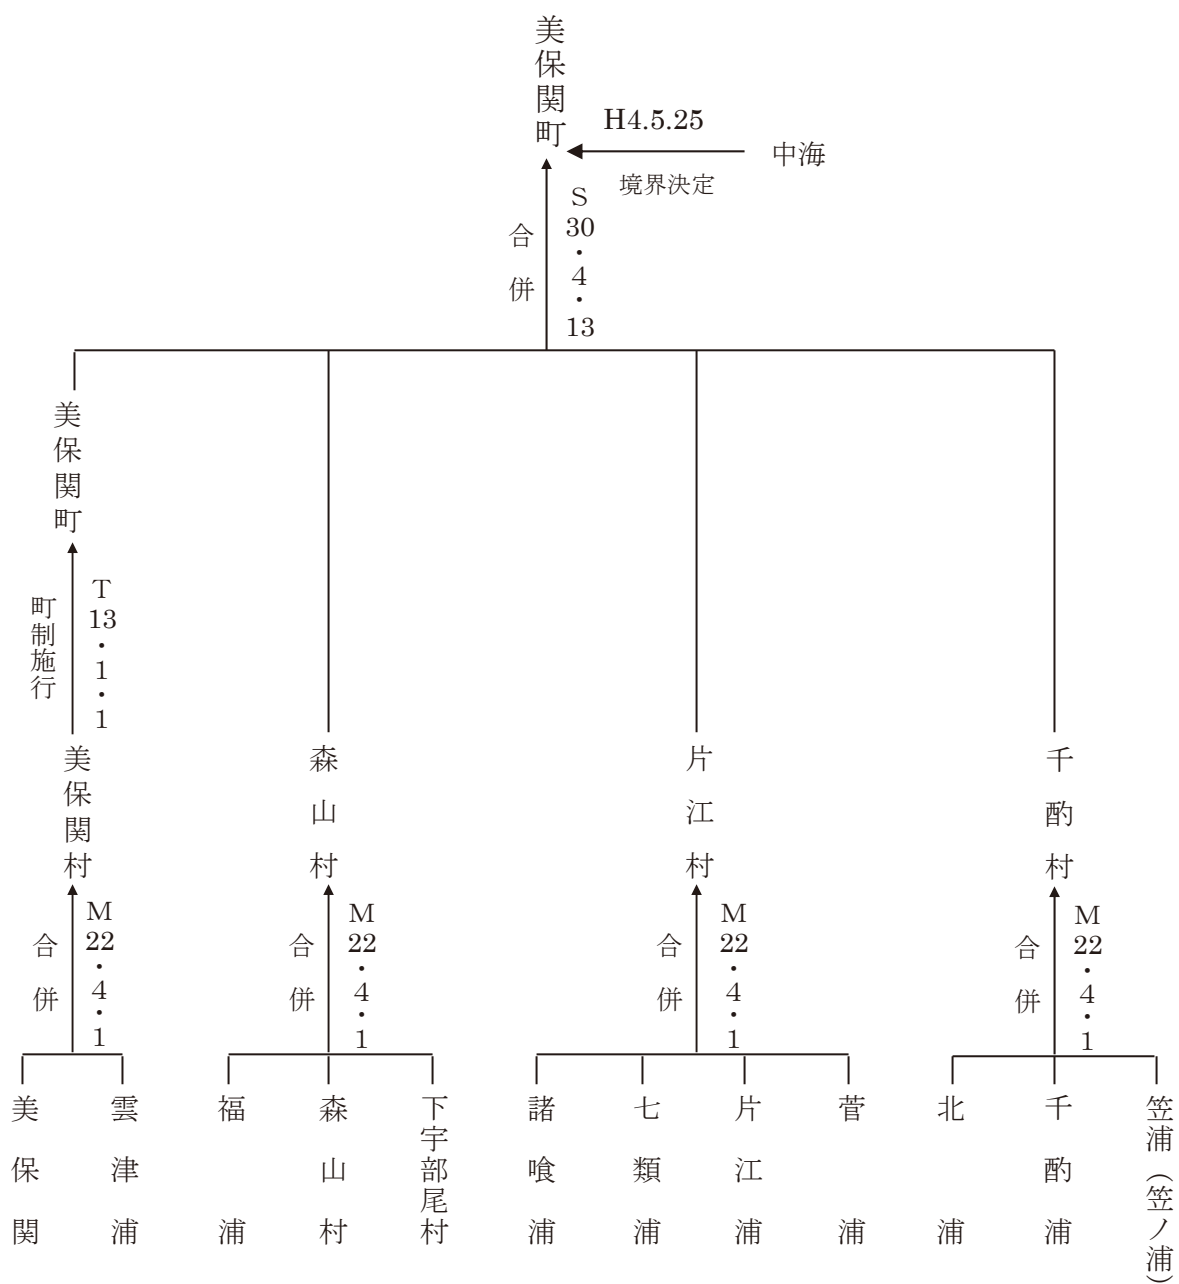 美保関町
H4.5.25
中海
境界決定
合併
S30・4・13
美保関町
町制施行
T13・1・1
美保関村
森山村
片江村
千酌村
合併
M22・4・1
合併
M22・4・1
合併
M22・4・1
合併
M22・4・1
美保関
雲津浦
福浦
森山村
下宇部尾村
諸喰浦
七類浦
片江浦
菅浦
北浦
千酌浦
笠浦（笠ノ浦）